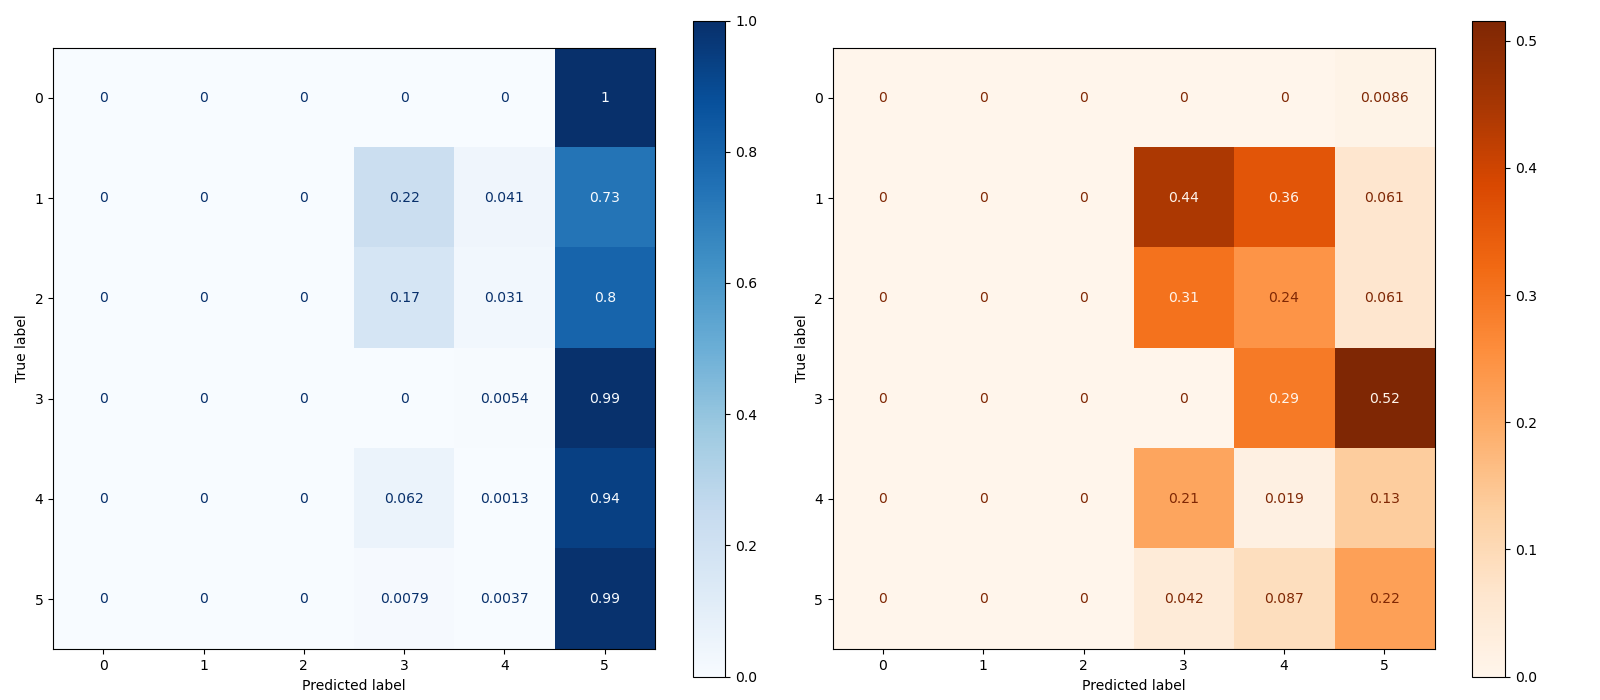 0 0 0 0 0 0 1
1 0 0 0 0.22 0.041 0.73
2 0 0 0 0.17 0.031 0.8
3 0 0 0 0 0.0054 0.99
4 0 0 0 0.062 0.0013 0.94
5 0 0 0 0.0079 0.0037 0.99
0 1 2 3 4 5
True label
Predicted label
1.0
0.8
0.6
0.4
0.2
0.0
0 0 0 0 0 0 0.0086
1 0 0 0 0.44 0.36 0.061
2 0 0 0 0.31 0.24 0.061
3 0 0 0 0 0.29 0.52
4 0 0 0 0.21 0.019 0.13
5 0 0 0 0.042 0.087 0.22
0 1 2 3 4 5
True label
Predicted label
0.5
0.4
0.3
0.2
0.1
0.0